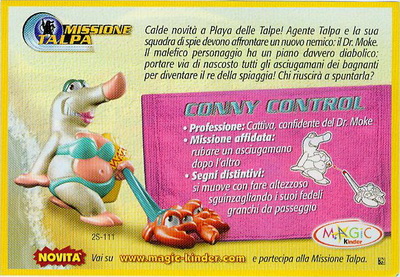 MISSIONE
TALPA
Calde novità a Playa delle Talpe! Agente Talpa e la sua
squadra di spie devono affrontare un nuovo nemico: il Dr. Moke.
Il malefico personaggio ha un piano davvero diabolico:
portare via di nascosto tutti gli asciugamani dei bagnanti
per diventare il re della spiaggia! Chi riuscirà a spuntarla?
CONNY CONTROL
• Professione: Cattiva, confidente del Dr. Moke
• Missione affidata:
rubare un asciugamano
dopo l'altro
• Segni distintivi:
si muove con fare altezzoso
sguinzagliando i suoi fedeli
granchi da passeggio
2S-111
MAGIC
Kinder
NOVITÀ
Vai su www.magic-kinder.com e partecipa alla Missione Talpa.